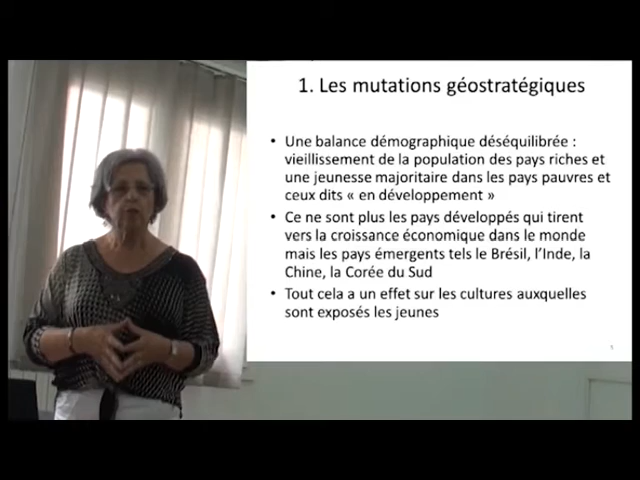 1. Les mutations géostratégiques
• Une balance démographique déséquilibrée :
vieillissement de la population des pays riches et
une jeunesse majoritaire dans les pays pauvres et
ceux dits « en développement »
• Ce ne sont plus les pays développés qui tirent
vers la croissance économique dans le monde
mais les pays émergents tels le Brésil, l'Inde, la
Chine, la Corée du Sud
• Tout cela a un effet sur les cultures auxquelles
sont exposés les jeunes